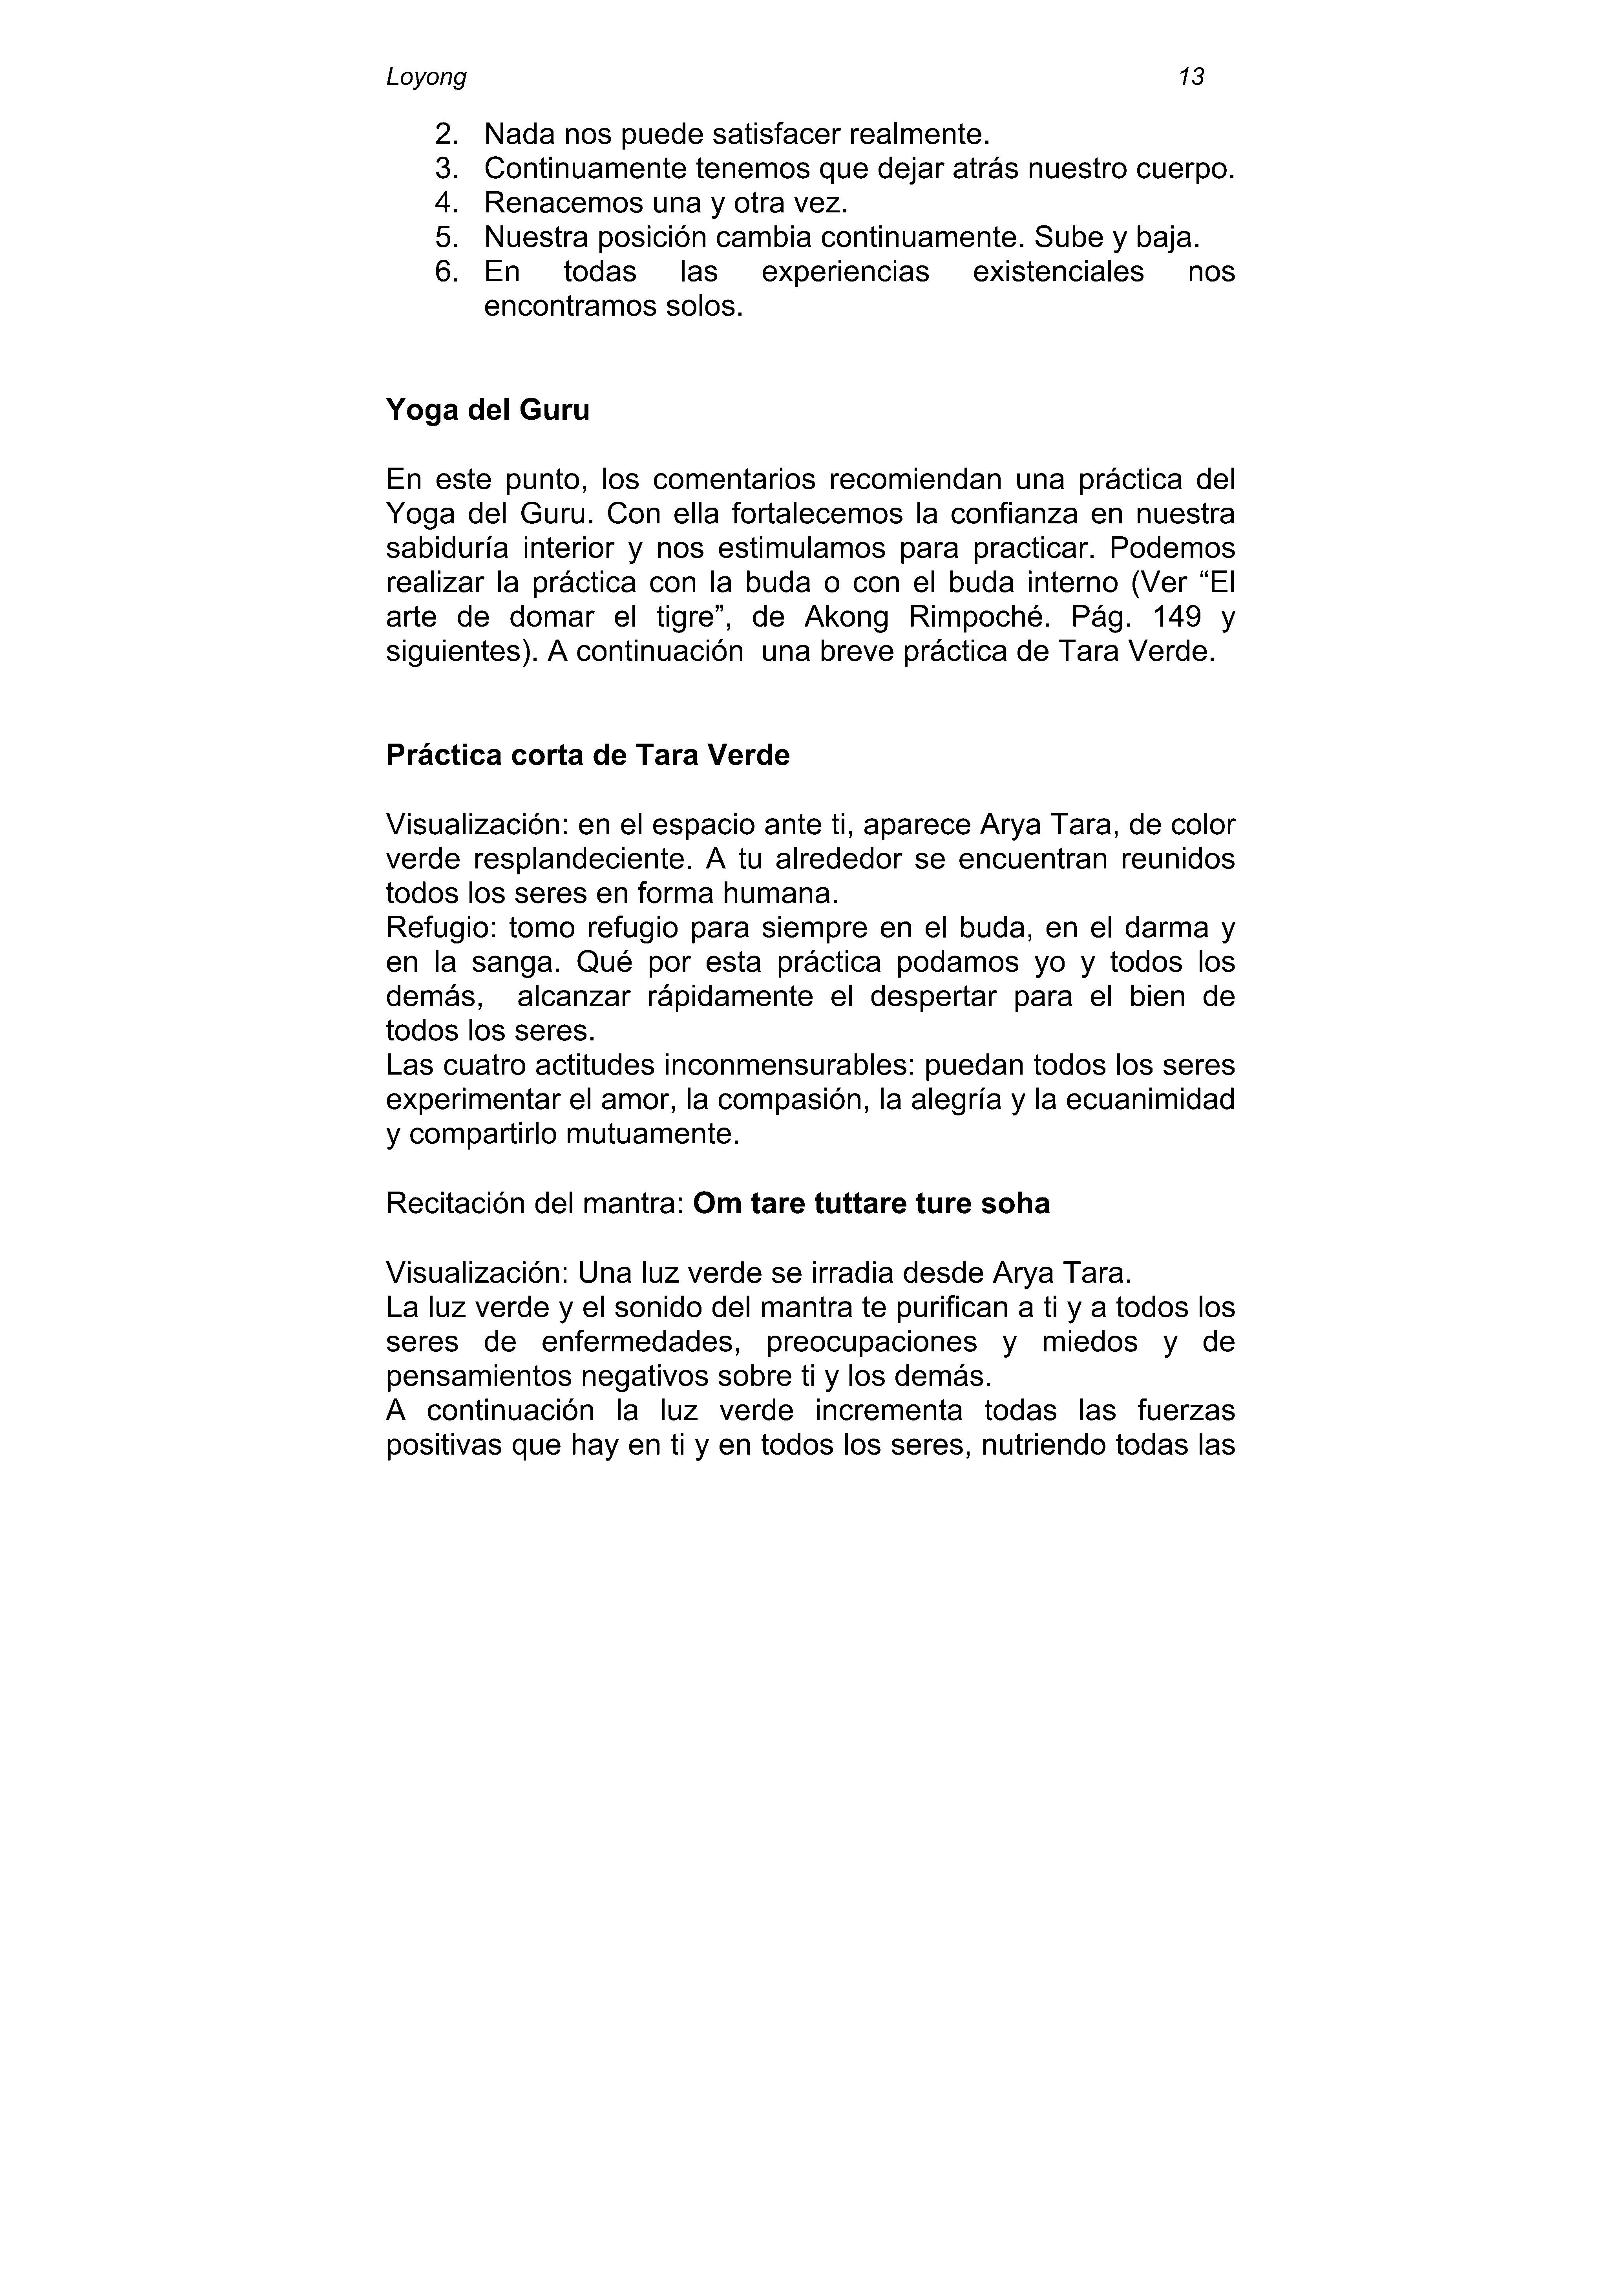 Loyong 13
2. Nada nos puede satisfacer realmente.
3. Continuamente tenemos que dejar atrás nuestro cuerpo.
4. Renacemos una y otra vez.
5. Nuestra posición cambia continuamente. Sube y baja.
6. En todas las experiencias existenciales nos
encontramos solos.
Yoga del Guru
En este punto, los comentarios recomiendan una práctica del
Yoga del Guru. Con ella fortalecemos la confianza en nuestra
sabiduría interior y nos estimulamos para practicar. Podemos
realizar la práctica con la buda o con el buda interno (Ver “El
arte de domar el tigre”, de Akong Rimpoché. Pág. 149 y
siguientes). A continuación una breve práctica de Tara Verde.
Práctica corta de Tara Verde
Visualización: en el espacio ante ti, aparece Arya Tara, de color
verde resplandeciente. A tu alrededor se encuentran reunidos
todos los seres en forma humana.
Refugio: tomo refugio para siempre en el buda, en el darma y
en la sanga. Qué por esta práctica podamos yo y todos los
demás, alcanzar rápidamente el despertar para el bien de
todos los seres.
Las cuatro actitudes inconmensurables: puedan todos los seres
experimentar el amor, la compasión, la alegría y la ecuanimidad
y compartirlo mutuamente.
Recitación del mantra: Om tare tuttare ture soha
Visualización: Una luz verde se irradia desde Arya Tara.
La luz verde y el sonido del mantra te purifican a ti y a todos los
seres de enfermedades, preocupaciones y miedos y de
pensamientos negativos sobre ti y los demás.
A continuación la luz verde incrementa todas las fuerzas
positivas que hay en ti y en todos los seres, nutriendo todas las